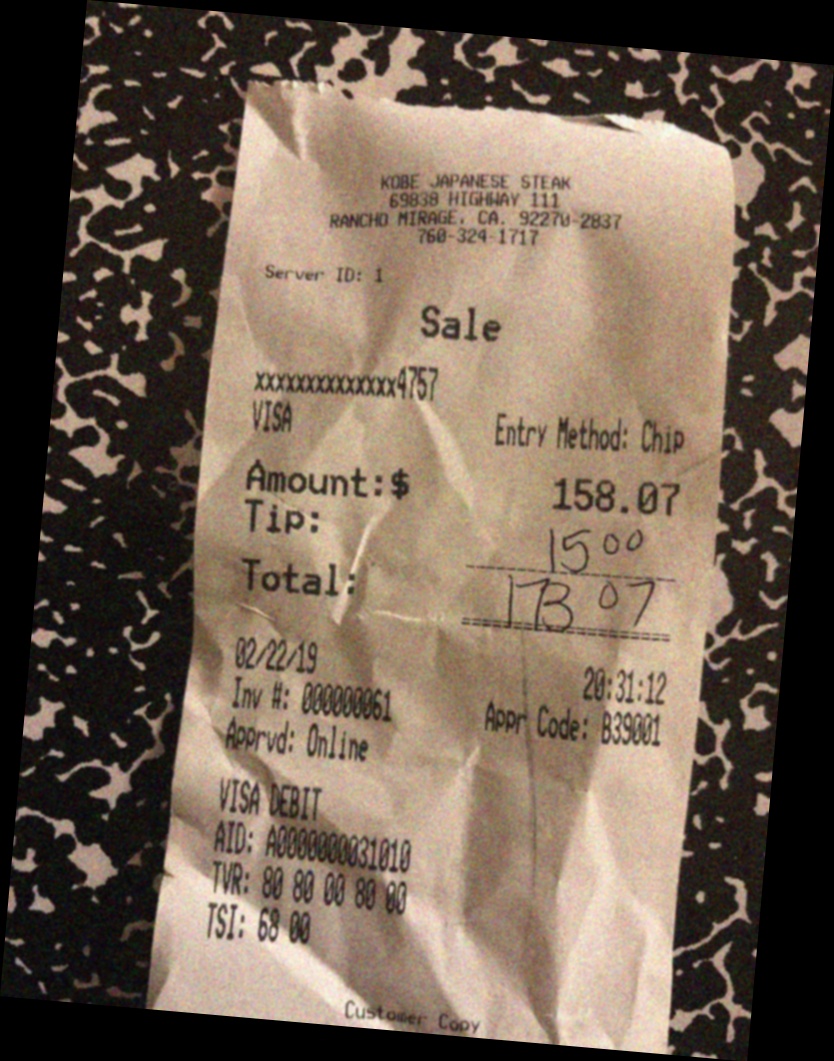 KOBE JAPANESE STEAK
69838 HIGHWAY 111
RANCHO MIRAGE, CA. 92270-2837
760-324-1717
Server ID: 1
Sale
xxxxxxxxxxxxxx4757
VISA
Entry Method: Chip
Amount:$ 158.07
Tip: 15 00
Total: 173 07
02/22/19 20:31:12
Inv #: 000000061 Appr Code: B39001
Apprvd: Online
VISA DEBIT
AID: A0000000031010
TVR: 80 80 00 80 00
TSI: 68 00
Customer Copy